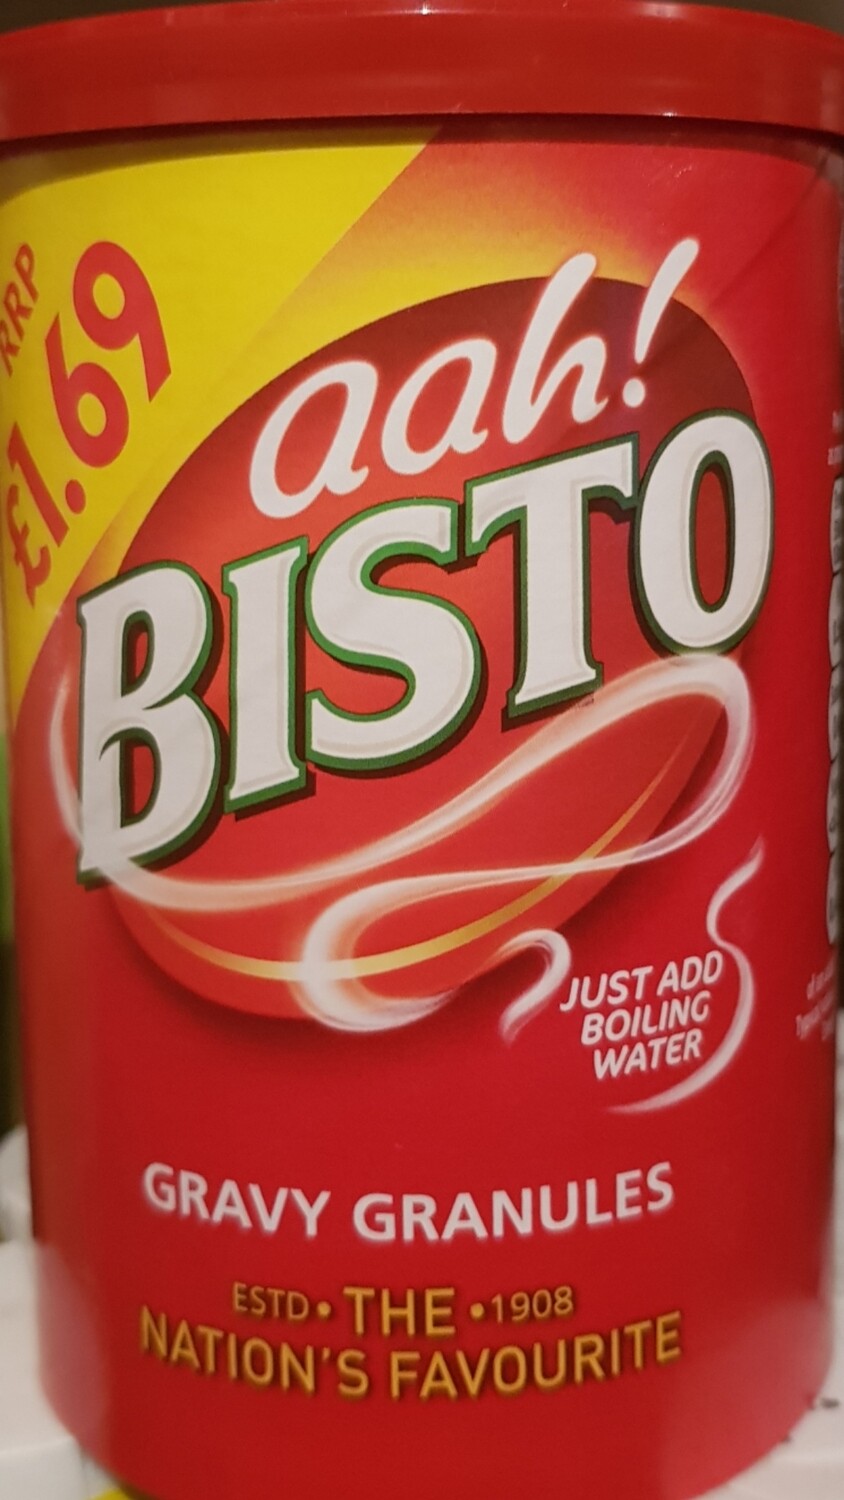 RRP
£1.69
aah!
BISTO
JUST ADD
BOILING
WATER
GRAVY GRANULES
ESTD • THE • 1908
NATION'S FAVOURITE